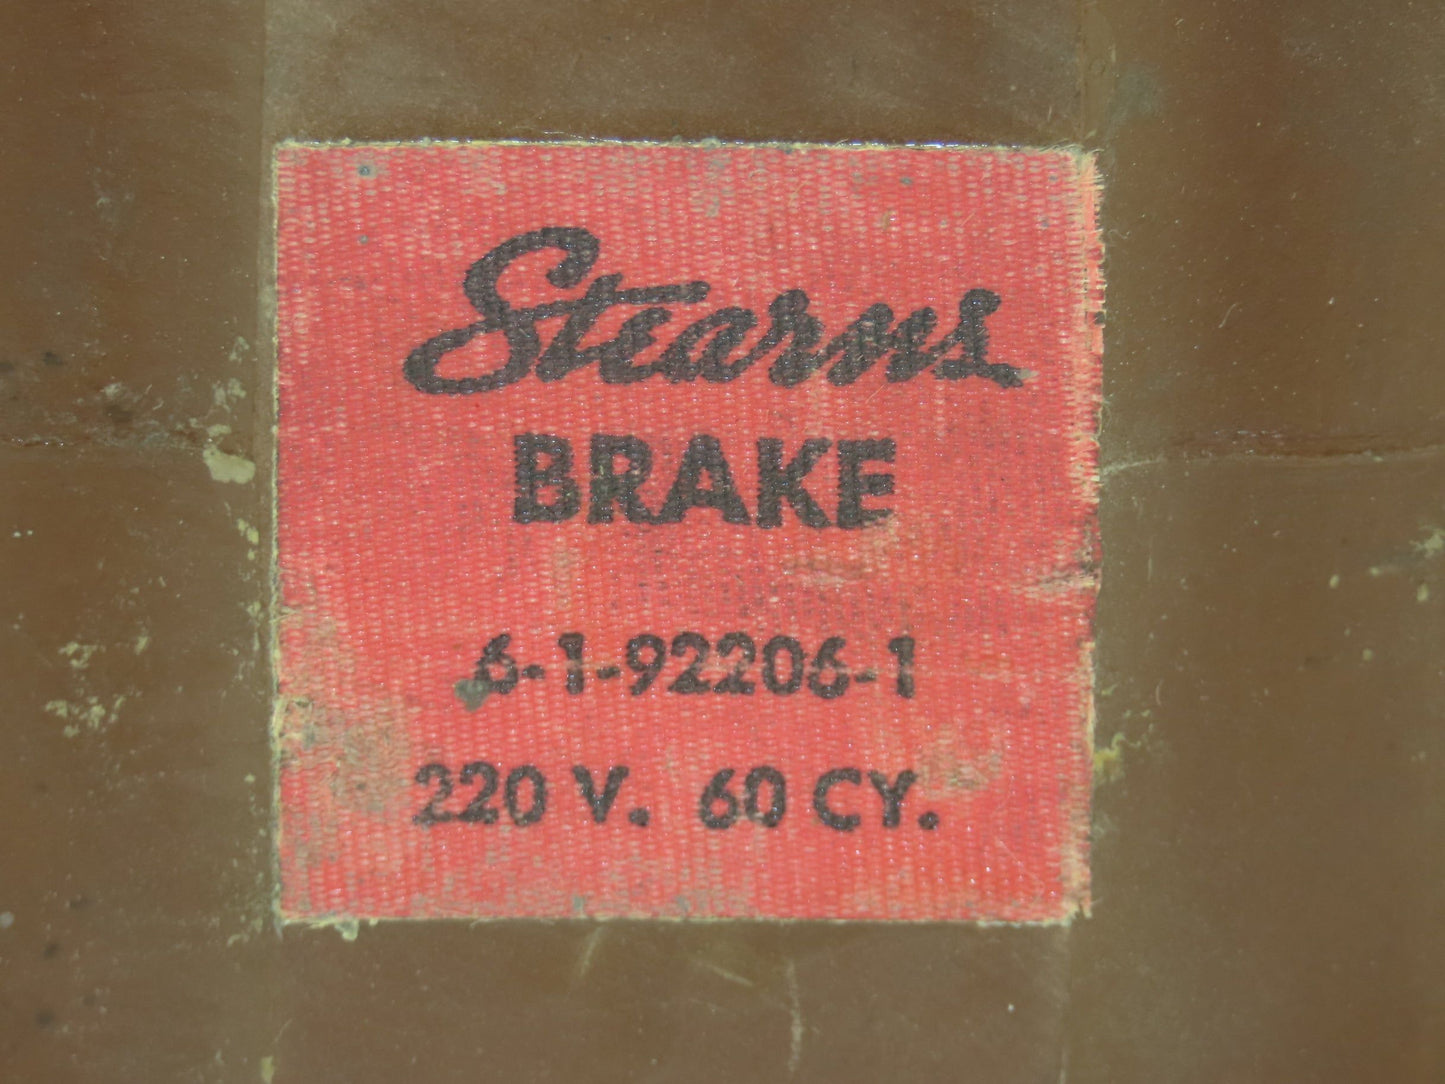 Stearns
BRAKE
6-1-92206-1
220 V. 60 CY.